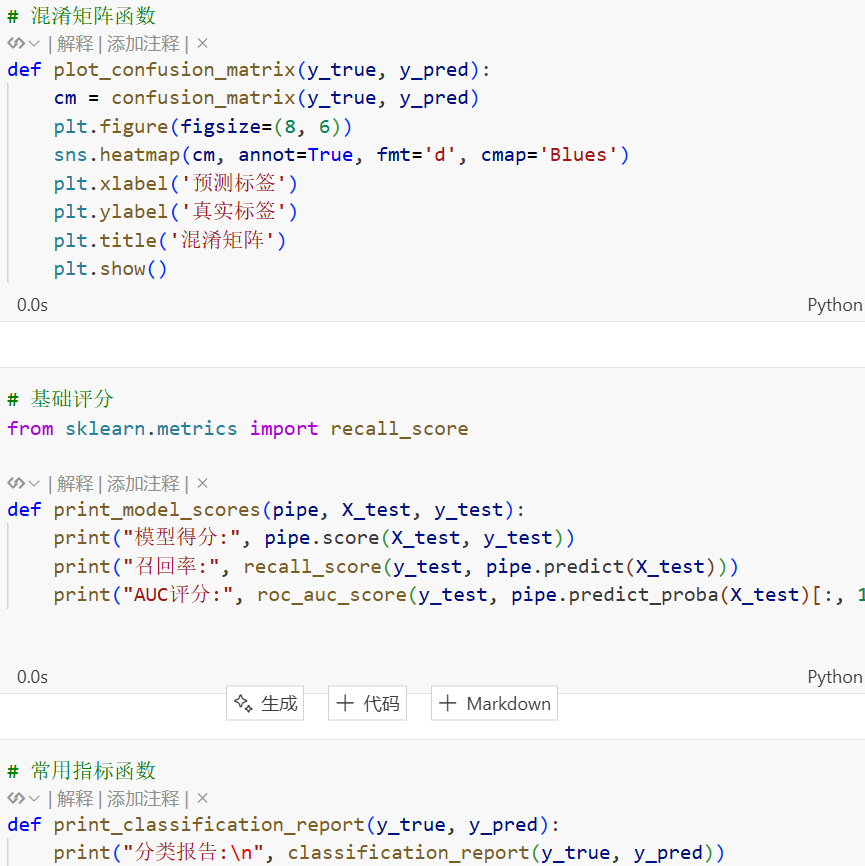 # 混淆矩阵函数
| 解释 | 添加注释 | ×
def plot_confusion_matrix(y_true, y_pred):
    cm = confusion_matrix(y_true, y_pred)
    plt.figure(figsize=(8, 6))
    sns.heatmap(cm, annot=True, fmt='d', cmap='Blues')
    plt.xlabel('预测标签')
    plt.ylabel('真实标签')
    plt.title('混淆矩阵')
    plt.show()
0.0s Python
# 基础评分
from sklearn.metrics import recall_score
| 解释 | 添加注释 | ×
def print_model_scores(pipe, X_test, y_test):
    print("模型得分:", pipe.score(X_test, y_test))
    print("召回率:", recall_score(y_test, pipe.predict(X_test)))
    print("AUC评分:", roc_auc_score(y_test, pipe.predict_proba(X_test)[:, 1
0.0s Python
生成 + 代码 + Markdown
# 常用指标函数
| 解释 | 添加注释 | ×
def print_classification_report(y_true, y_pred):
    print("分类报告:\n", classification_report(y_true, y_pred))